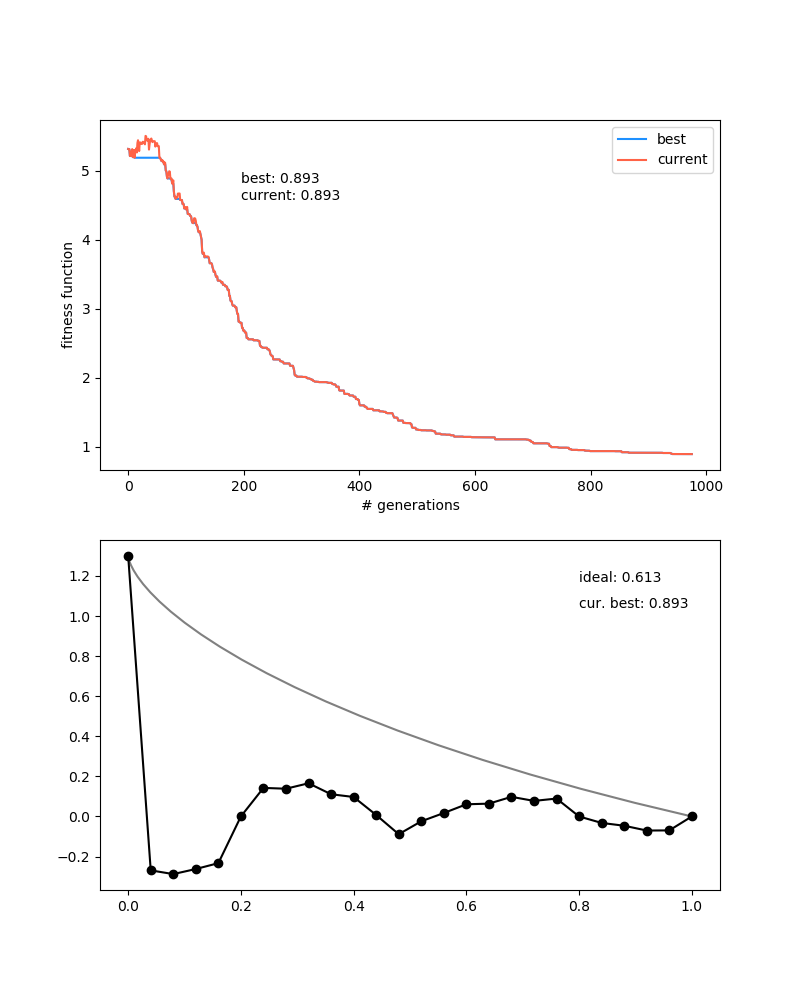 best
current
best: 0.893
current: 0.893
5
4
3
2
1
fitness function
0 200 400 600 800 1000
# generations
ideal: 0.613
cur. best: 0.893
1.2
1.0
0.8
0.6
0.4
0.2
0.0
−0.2
0.0 0.2 0.4 0.6 0.8 1.0